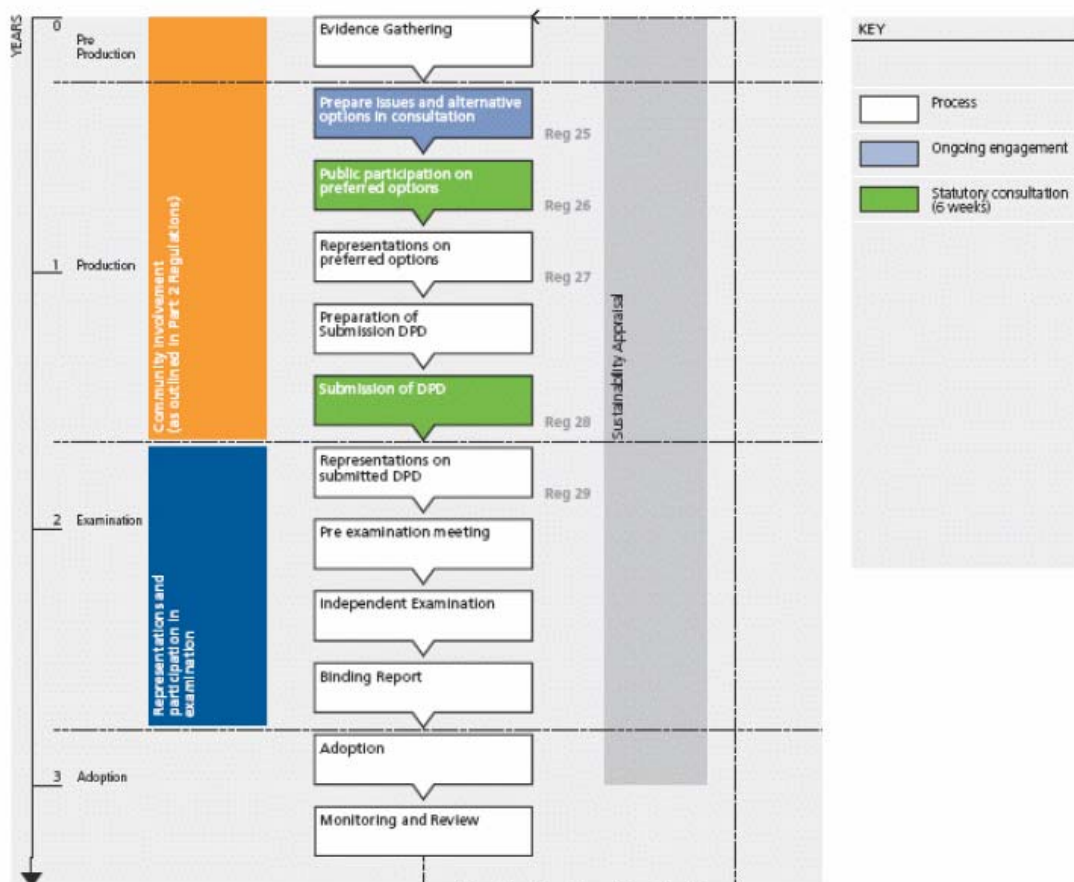 YEARS
0
Pre
Production
Evidence Gathering
Prepare issues and alternative
options in consultation
Reg 25
Public participation on
preferred options
Reg 26
1
Production
Representations on
preferred options
Reg 27
Preparation of
Submission DPD
Submission of DPD
Reg 28
Community Involvement
(as outlined in Part 2 Regulations)
Sustainability Appraisal
Representations on
submitted DPD
Reg 29
2
Examination
Pre examination meeting
Independent Examination
Binding Report
Representations and
participation in
examination
Adoption
3
Adoption
Monitoring and Review
KEY
Process
Ongoing engagement
Statutory consultation
(6 weeks)